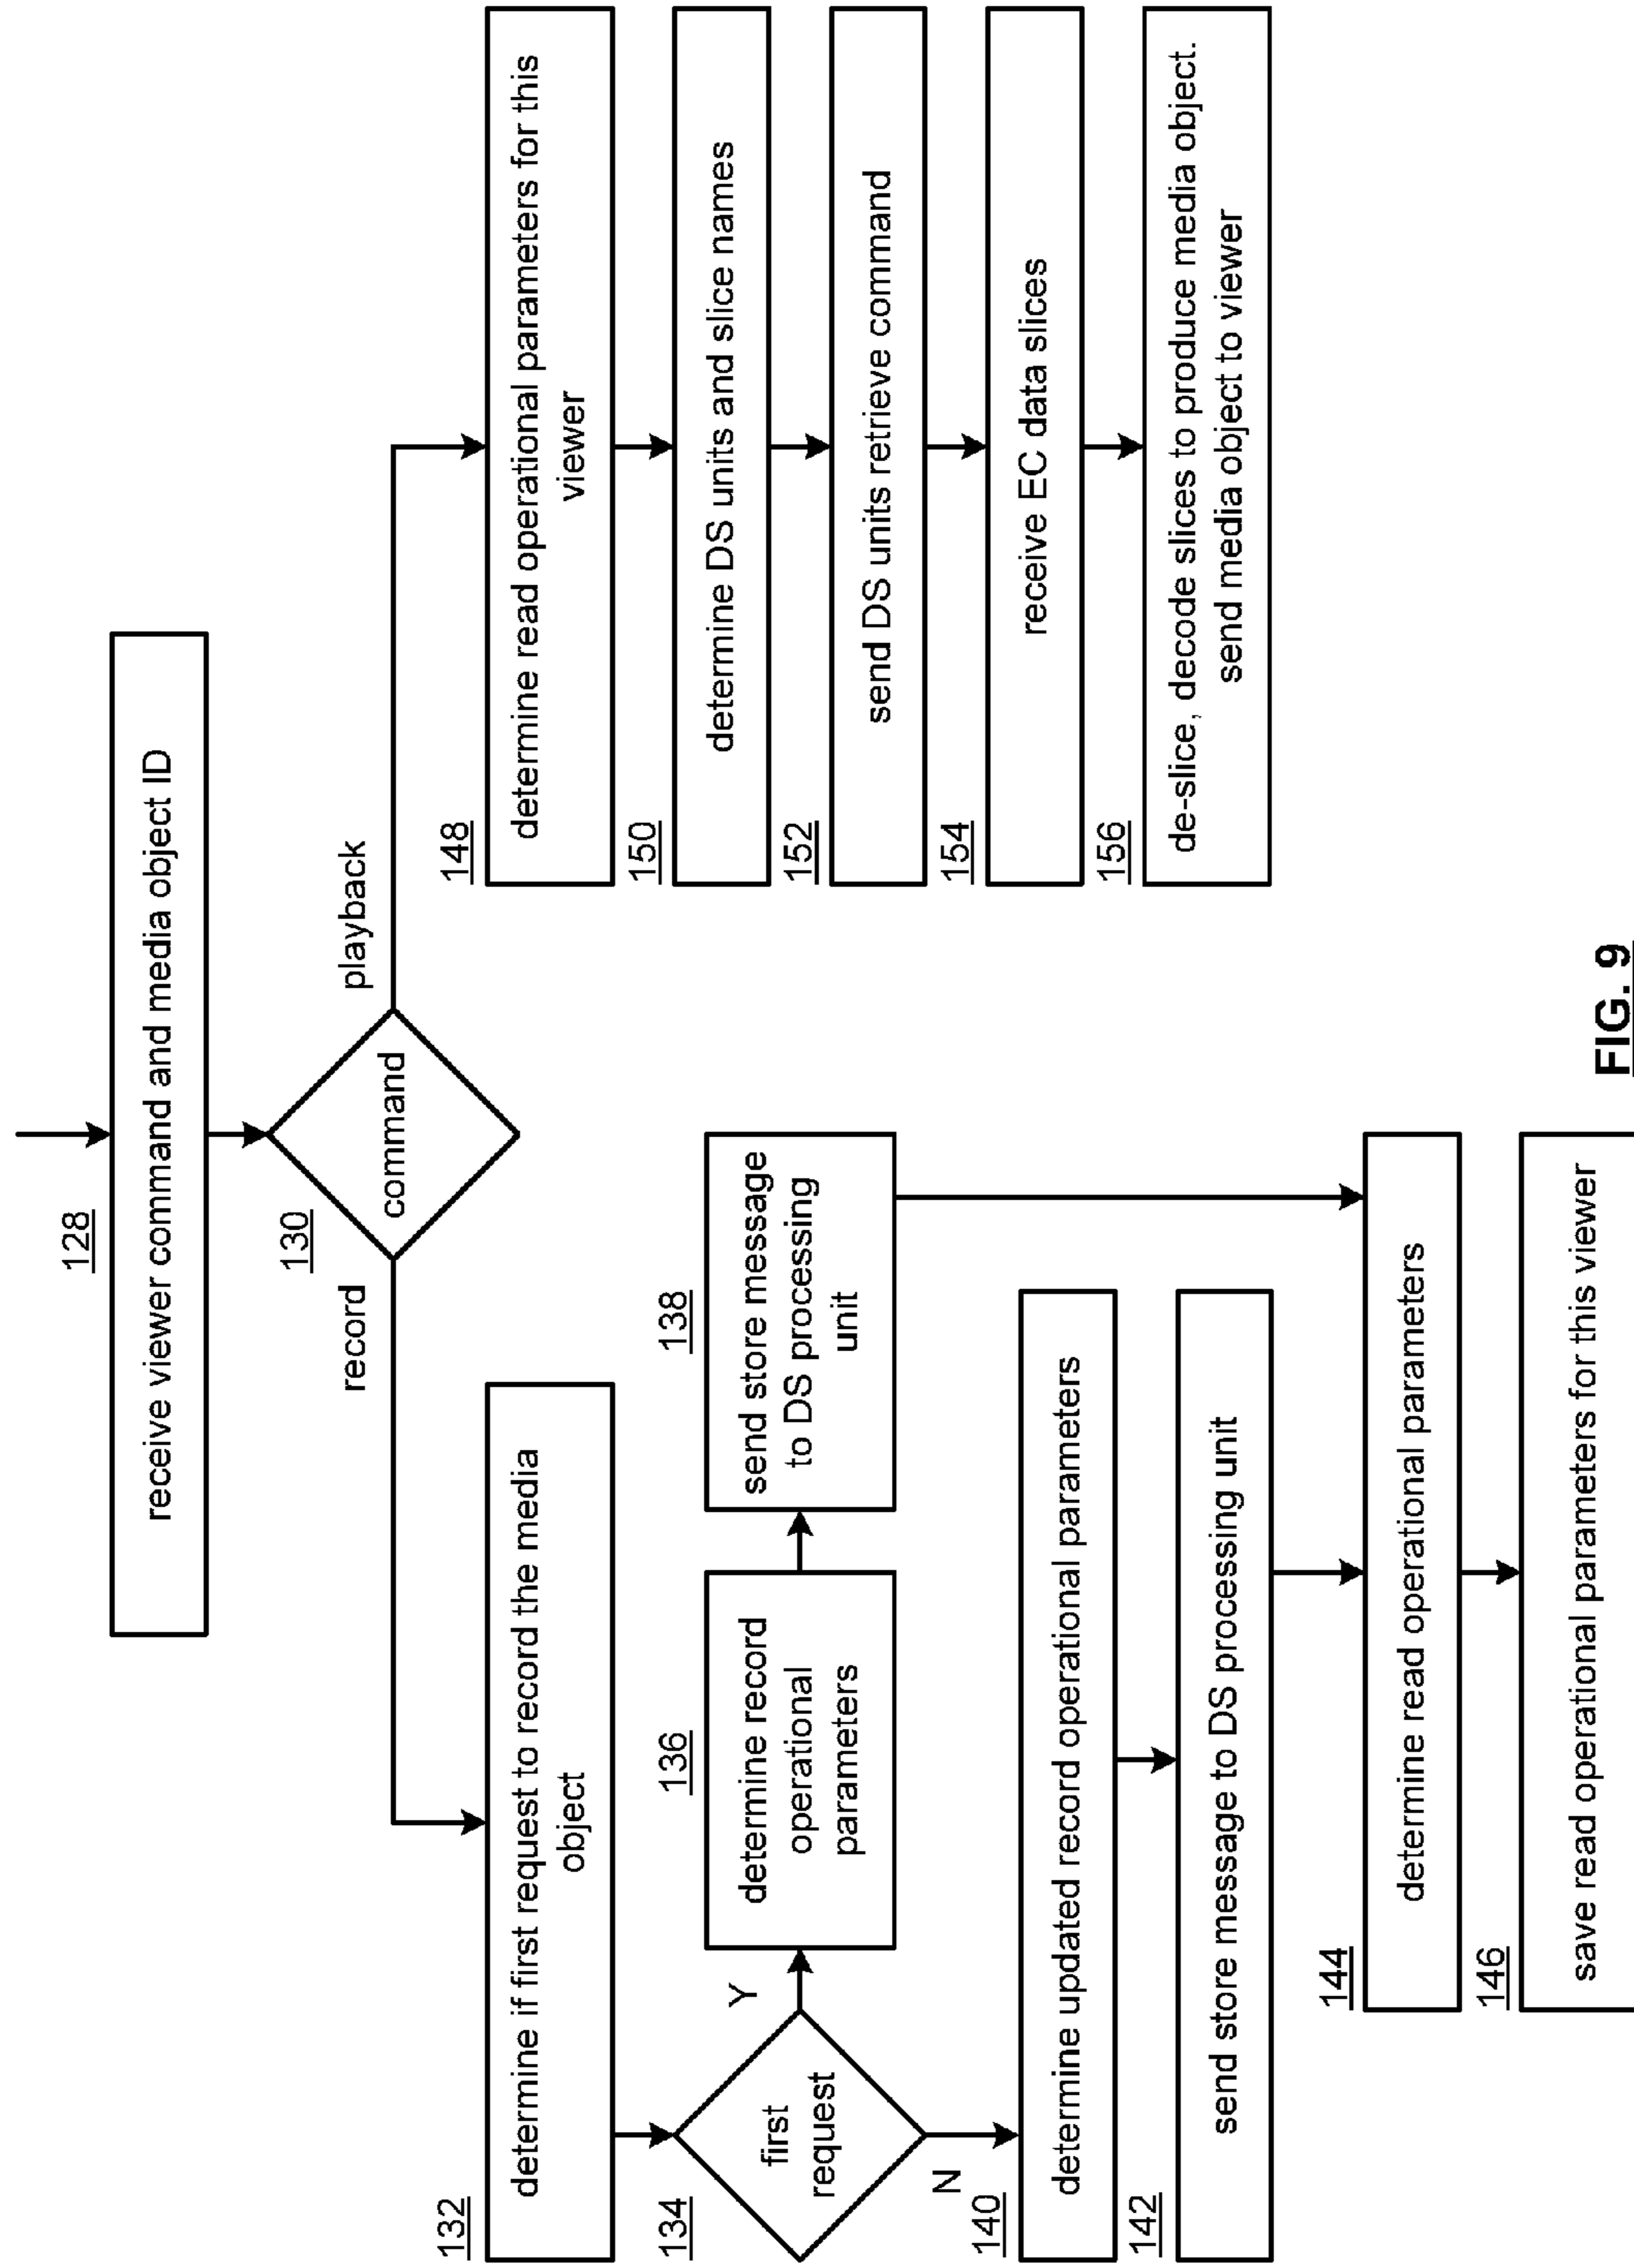 128
receive viewer command and media object ID
130
command
record
playback
132
determine if first request to record the media
object
134
first
request
Y
N
136
determine record
operational
parameters
138
send store message
to DS processing
unit
140
determine updated record operational parameters
142
send store message to DS processing unit
144
determine read operational parameters
146
save read operational parameters for this viewer
148
determine read operational parameters for this
viewer
150
determine DS units and slice names
152
send DS units retrieve command
154
receive EC data slices
156
de-slice, decode slices to produce media object.
send media object to viewer
FIG. 9